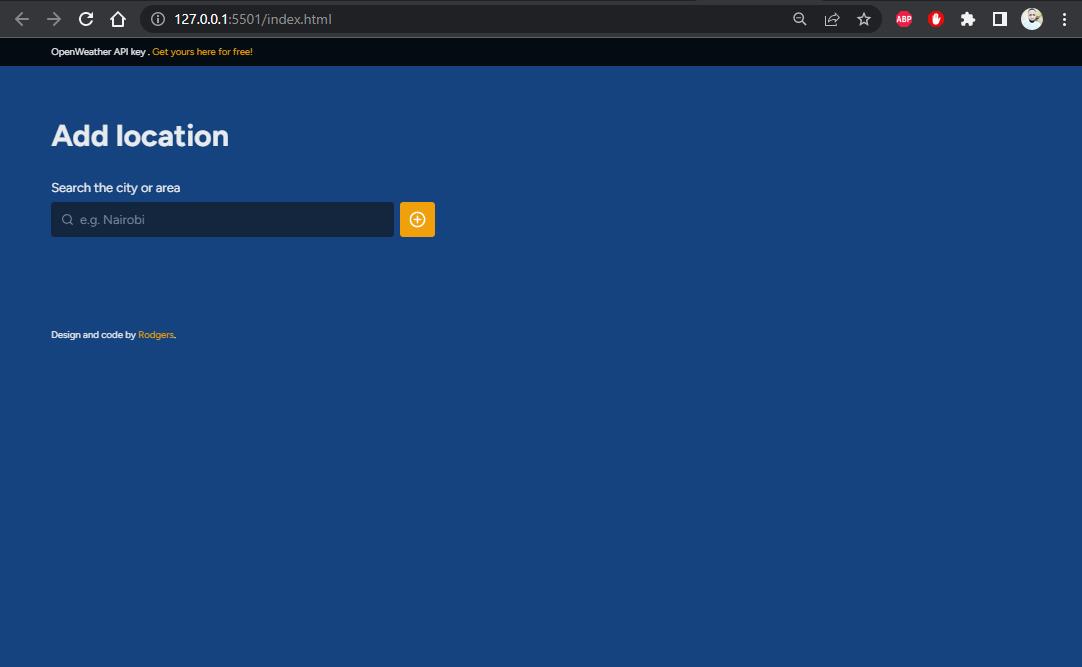 127.0.0.1:5501/index.html
ABP
OpenWeather API key . Get yours here for free!
Add location
Search the city or area
e.g. Nairobi
Design and code by Rodgers.